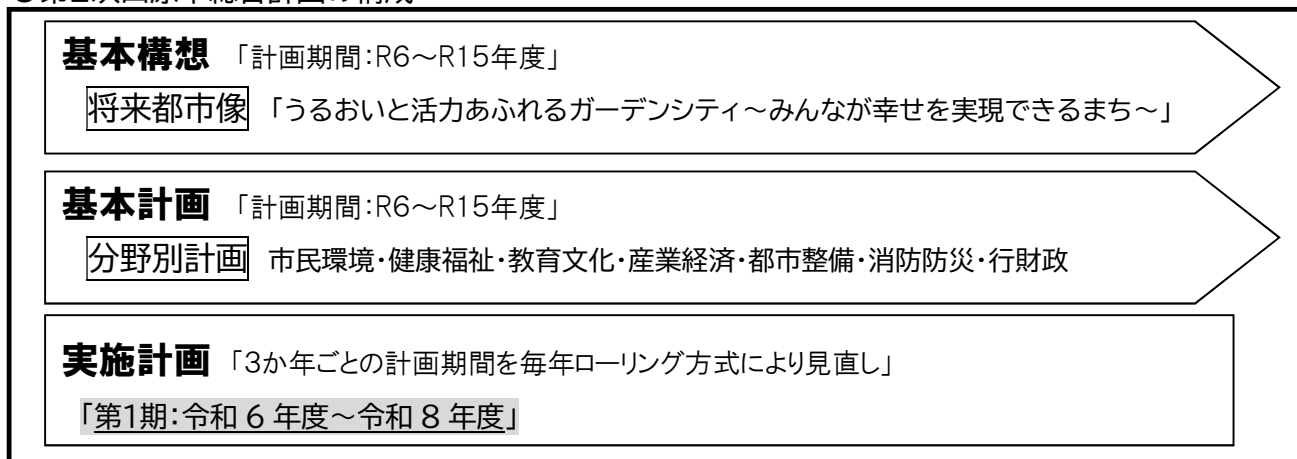 基本構想 「計画期間:R6～R15年度」
将来都市像 「うるおいと活力あふれるガーデンシティ～みんなが幸せを実現できるまち～」
基本計画 「計画期間:R6～R15年度」
分野別計画 市民環境・健康福祉・教育文化・産業経済・都市整備・消防防災・行財政
実施計画 「3か年ごとの計画期間を毎年ローリング方式により見直し」
「第1期:令和 6 年度～令和 8 年度」